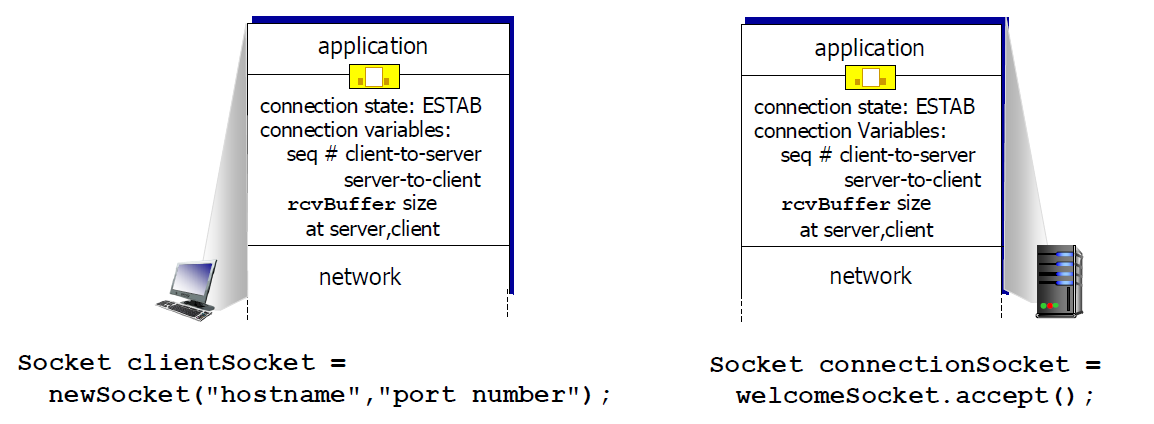 application
connection state: ESTAB
connection variables:
seq # client-to-server
server-to-client
rcvBuffer size
at server,client
network
Socket clientSocket =
newSocket("hostname","port number");
application
connection state: ESTAB
connection Variables:
seq # client-to-server
server-to-client
rcvBuffer size
at server,client
network
Socket connectionSocket =
welcomeSocket.accept();